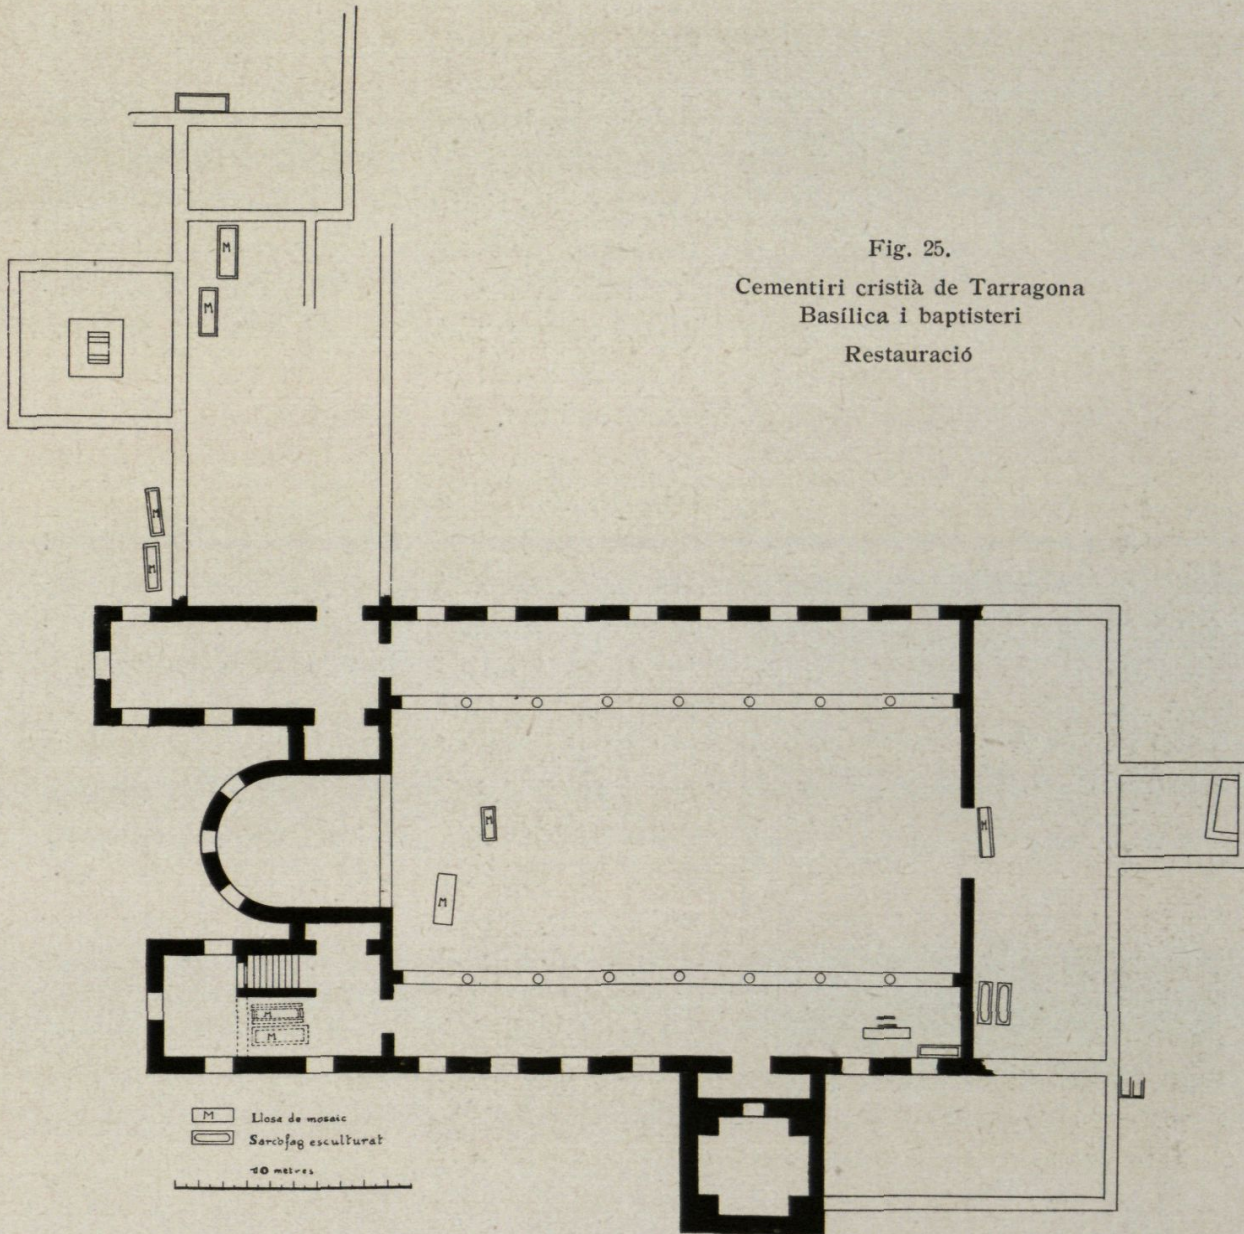 Fig. 25.
Cementiri cristià de Tarragona
Basílica i baptisteri
Restauració
M
M
M
M
M
M
M
M
M
M Llosa de mosaic
Sarcòfag esculturat
10 metres